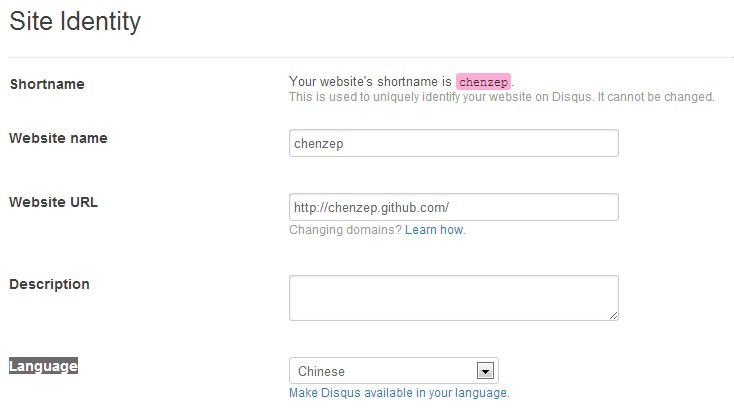 Site Identity
Shortname
Your website's shortname is chenzep.
This is used to uniquely identify your website on Disqus. It cannot be changed.
Website name
chenzep
Website URL
http://chenzep.github.com/
Changing domains? Learn how.
Description
Language
Chinese
Make Disqus available in your language.